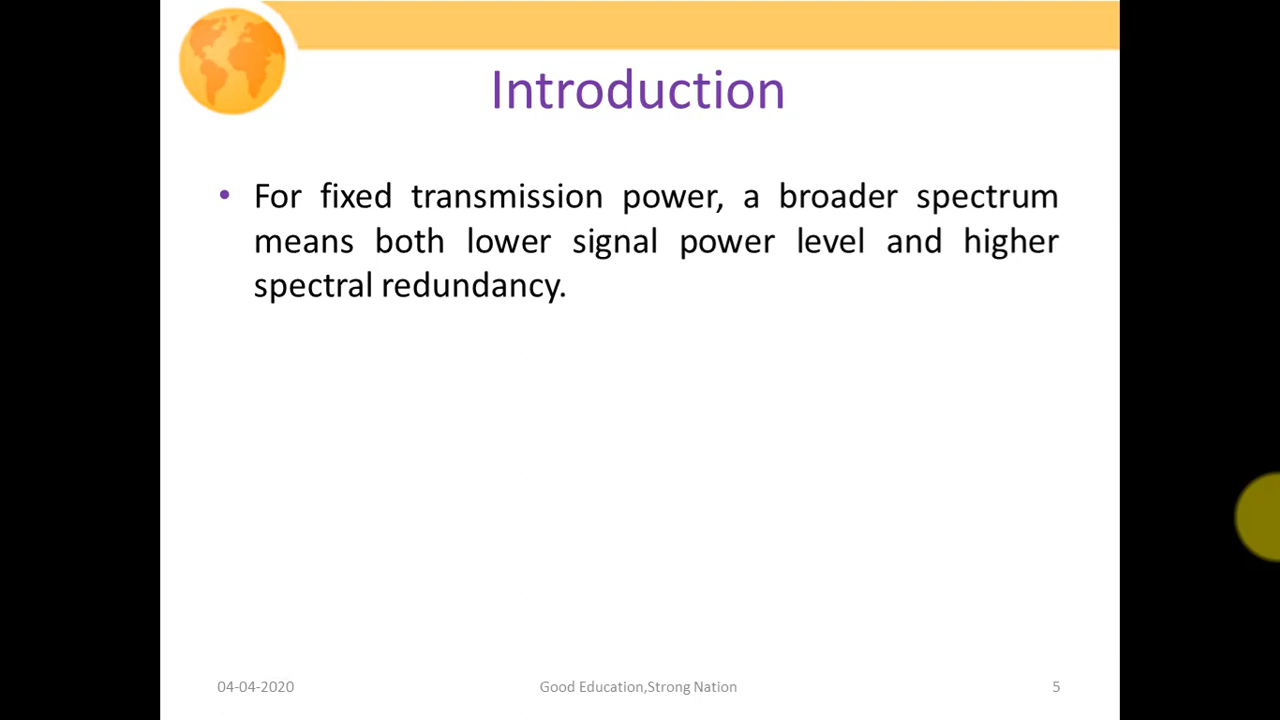 Introduction
• For fixed transmission power, a broader spectrum
means both lower signal power level and higher
spectral redundancy.
04-04-2020
Good Education,Strong Nation
5